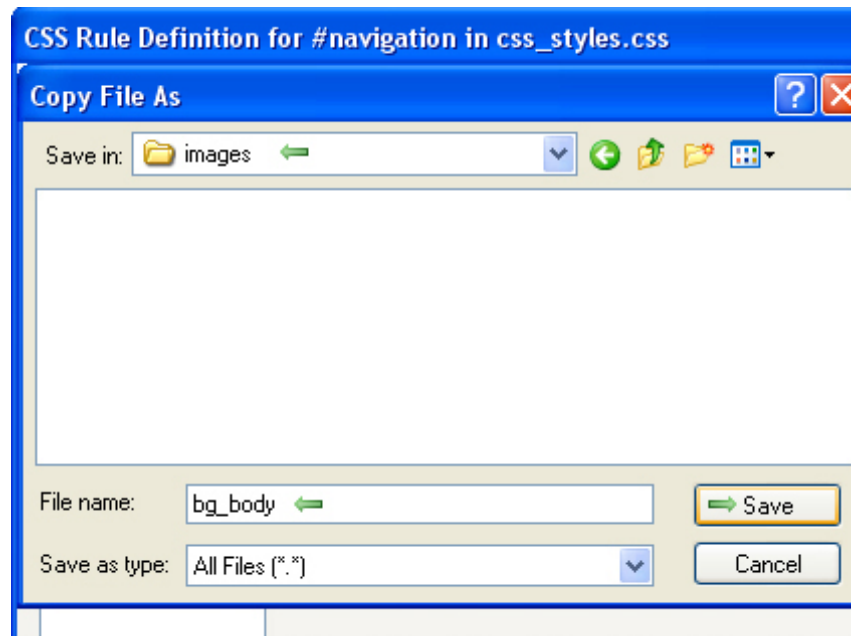 CSS Rule Definition for #navigation in css_styles.css
Copy File As
Save in: images
File name: bg_body Save
Save as type: All Files (*.*) Cancel